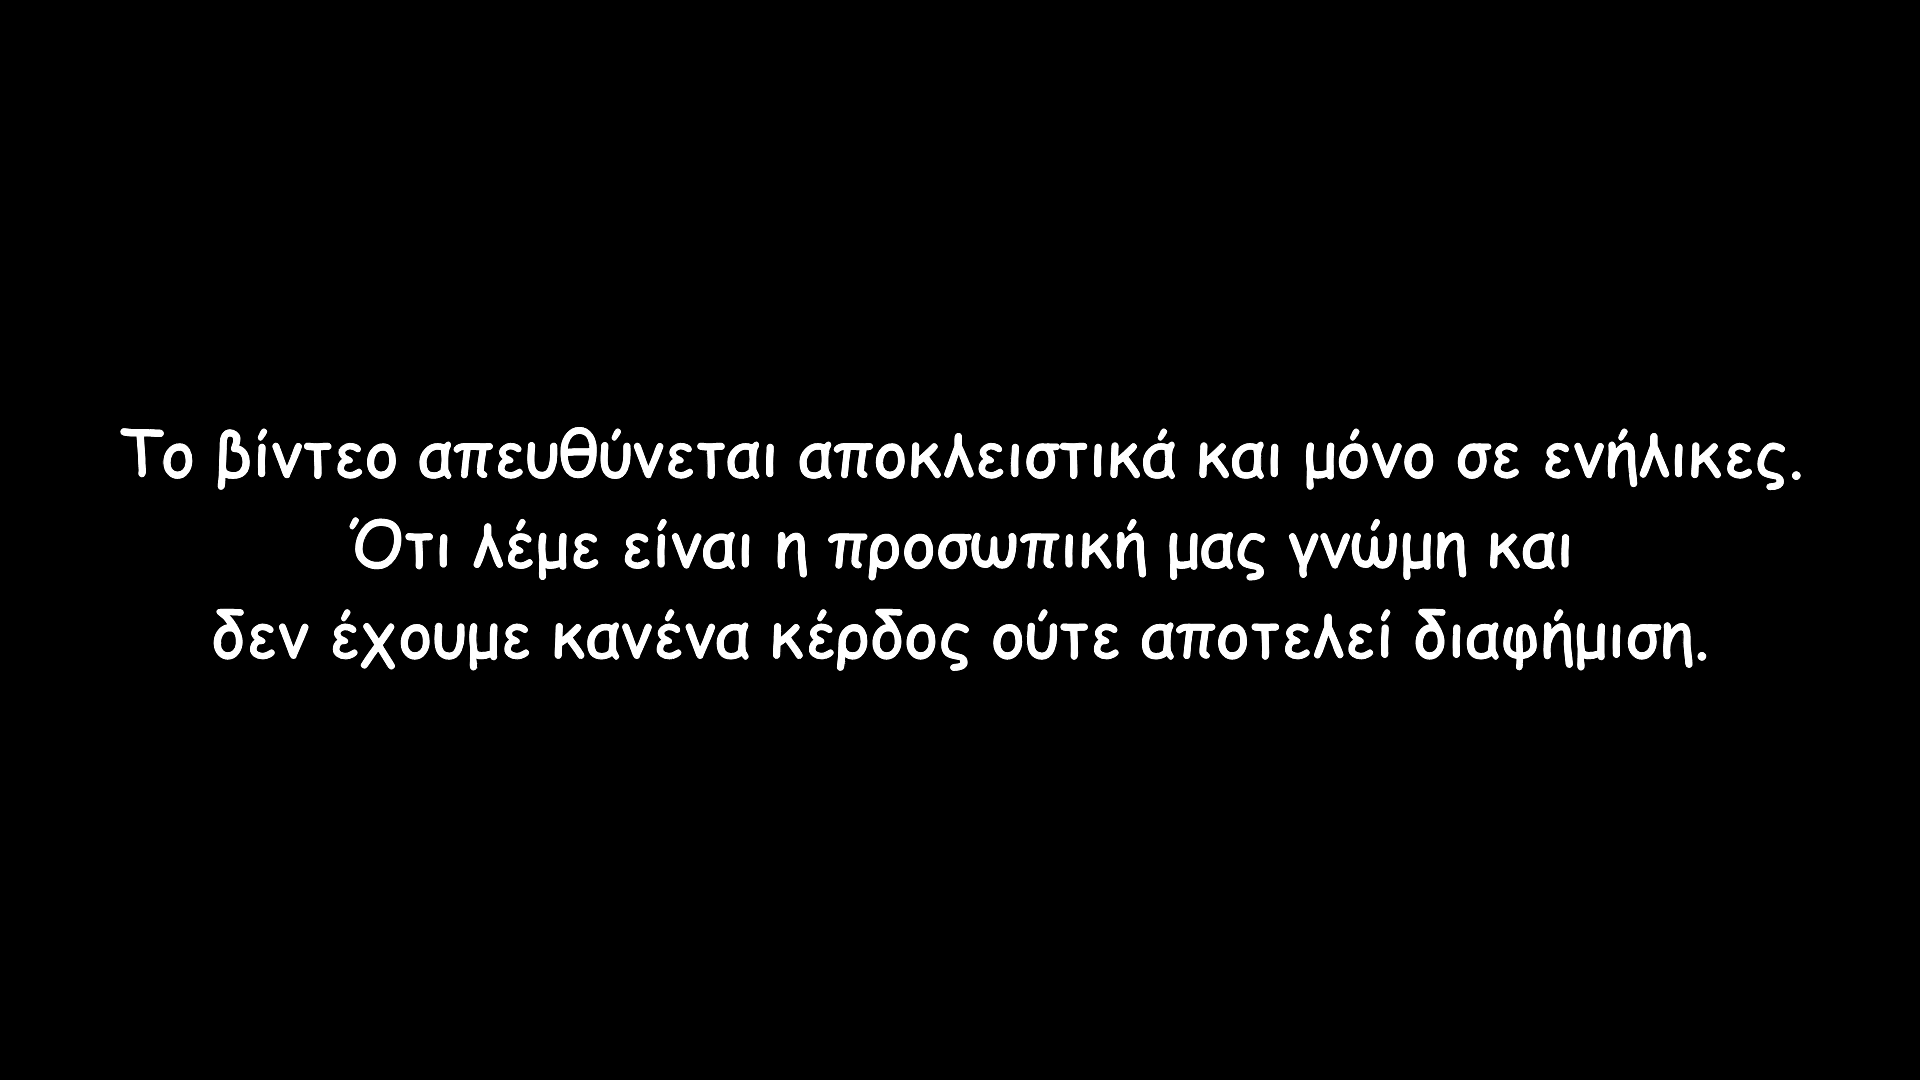 Το βίντεο απευθύνεται αποκλειστικά και μόνο σε ενήλικες.
Ότι λέμε είναι η προσωπική μας γνώμη και
δεν έχουμε κανένα κέρδος ούτε αποτελεί διαφήμιση.